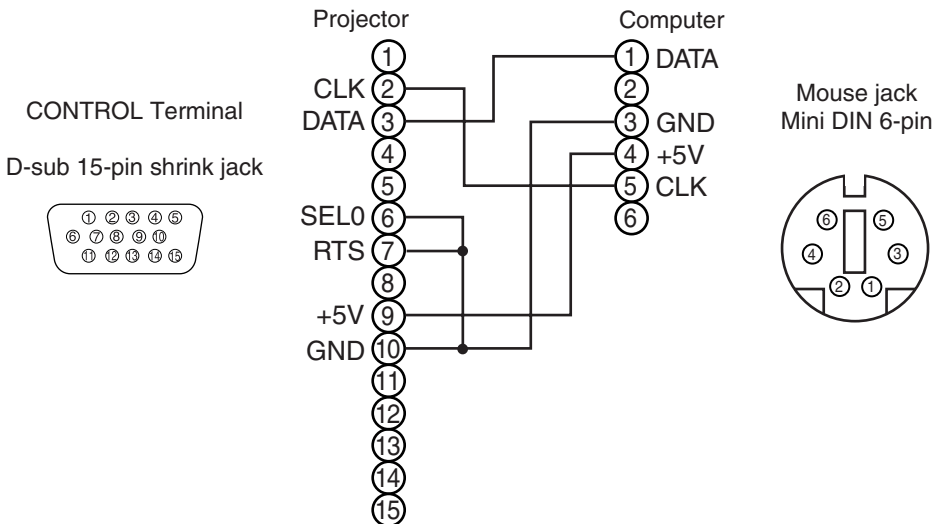 Projector
Computer
CONTROL Terminal
D-sub 15-pin shrink jack
① ② ③ ④ ⑤
⑥ ⑦ ⑧ ⑨ ⑩
⑪ ⑫ ⑬ ⑭ ⑮
①
CLK ②
DATA ③
④
⑤
SEL0 ⑥
RTS ⑦
⑧
+5V ⑨
GND ⑩
⑪
⑫
⑬
⑭
⑮
① DATA
②
③ GND
④ +5V
⑤ CLK
⑥
Mouse jack
Mini DIN 6-pin
⑥ ⑤
④ ③
② ①